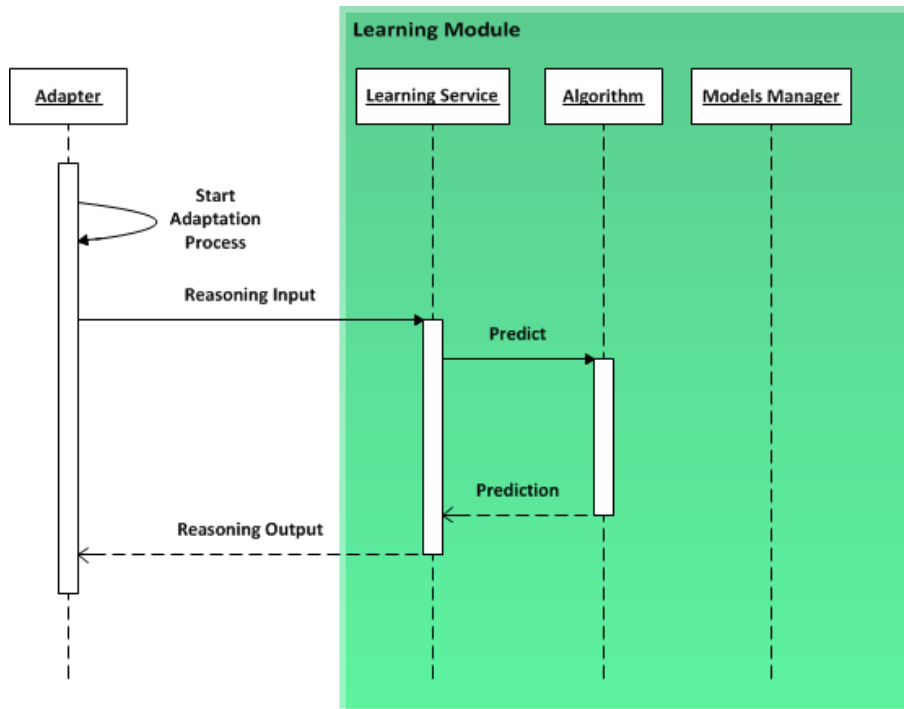 Learning Module
Adapter
Learning Service
Algorithm
Models Manager
Start
Adaptation
Process
Reasoning Input
Predict
Prediction
Reasoning Output